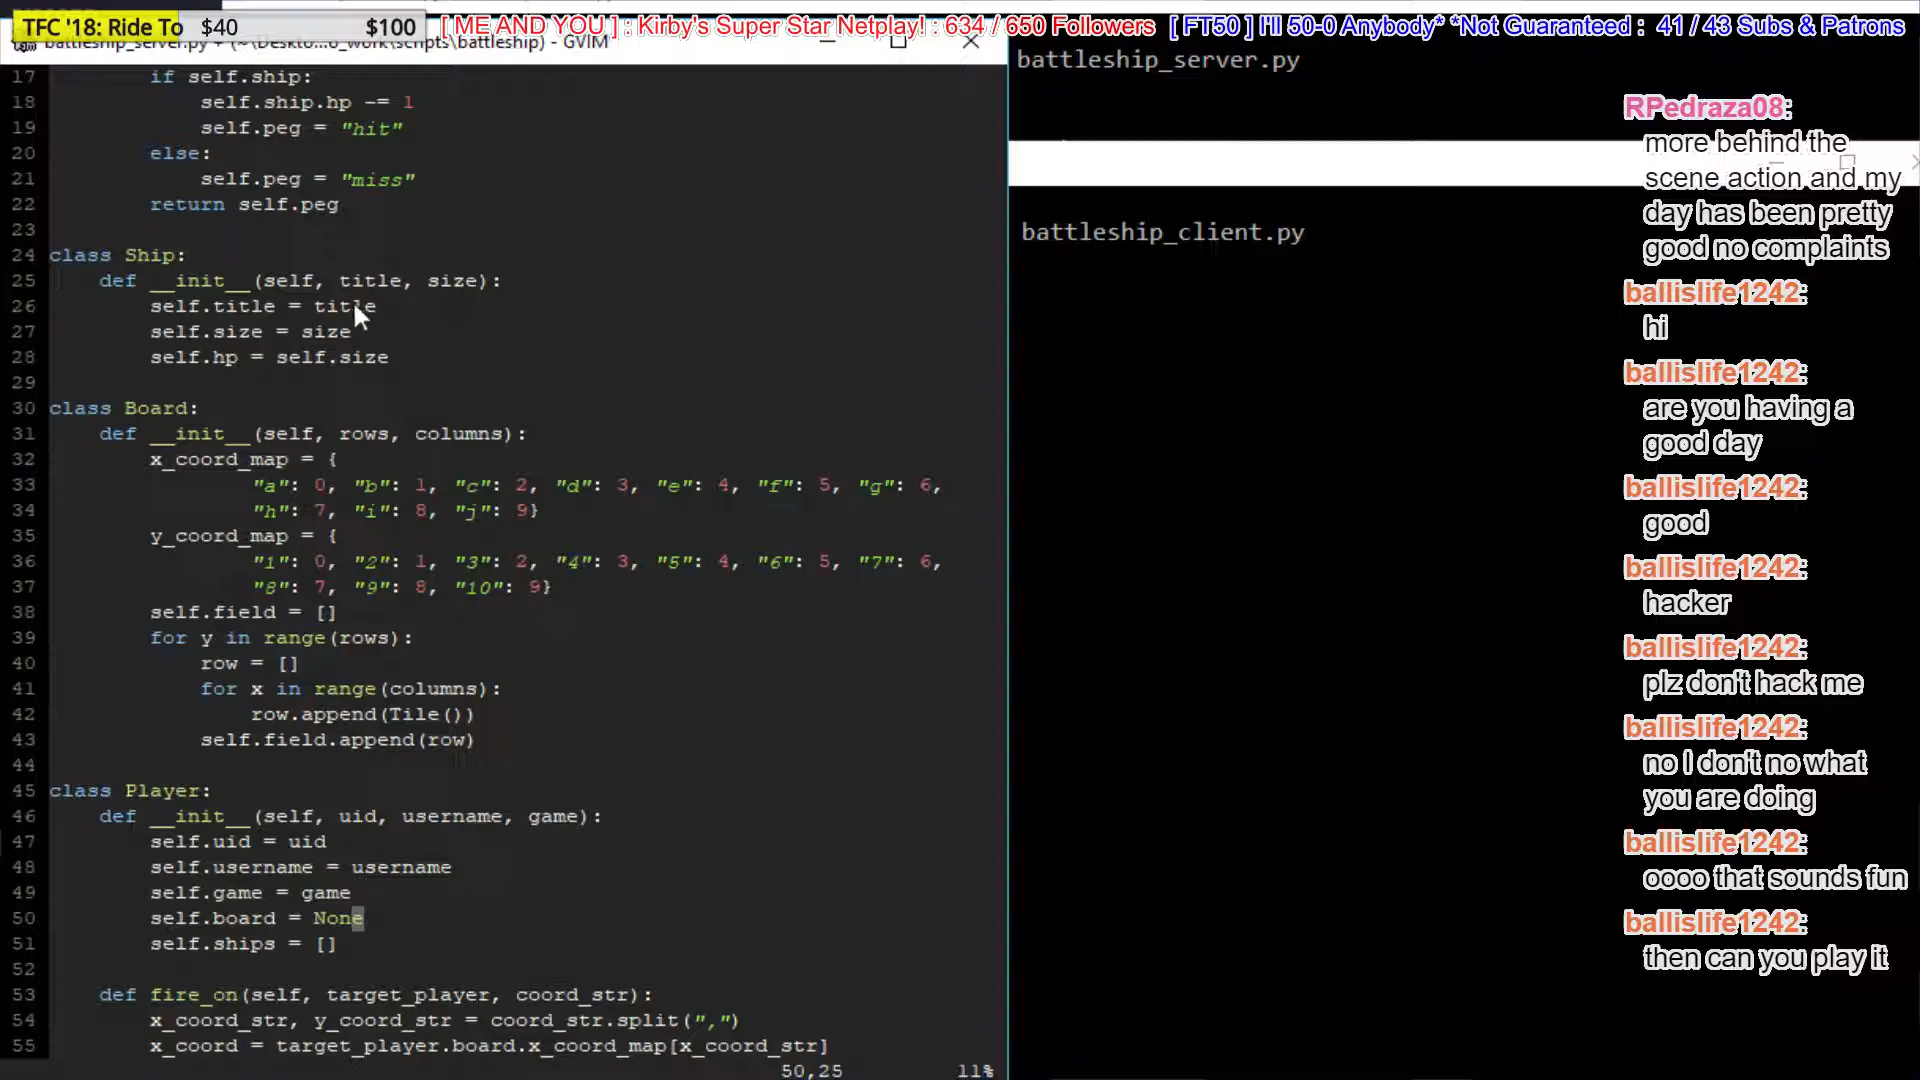 TFC '18: Ride To $40 $100 [ ME AND YOU ] : Kirby's Super Star Netplay! : 634 / 650 Followers [ FT50 ] I'll 50-0 Anybody* *Not Guaranteed : 41 / 43 Subs & Patrons
battleship_server.py + (~\Deskto...o_work\scripts\battleship) - GVIM
17 if self.ship:
18 self.ship.hp -= 1
19 self.peg = "hit"
20 else:
21 self.peg = "miss"
22 return self.peg
23
24 class Ship:
25 def __init__(self, title, size):
26 self.title = title
27 self.size = size
28 self.hp = self.size
29
30 class Board:
31 def __init__(self, rows, columns):
32 x_coord_map = {
33 "a": 0, "b": 1, "c": 2, "d": 3, "e": 4, "f": 5, "g": 6,
34 "h": 7, "i": 8, "j": 9}
35 y_coord_map = {
36 "1": 0, "2": 1, "3": 2, "4": 3, "5": 4, "6": 5, "7": 6,
37 "8": 7, "9": 8, "10": 9}
38 self.field = []
39 for y in range(rows):
40 row = []
41 for x in range(columns):
42 row.append(Tile())
43 self.field.append(row)
44
45 class Player:
46 def __init__(self, uid, username, game):
47 self.uid = uid
48 self.username = username
49 self.game = game
50 self.board = None
51 self.ships = []
52
53 def fire_on(self, target_player, coord_str):
54 x_coord_str, y_coord_str = coord_str.split(",")
55 x_coord = target_player.board.x_coord_map[x_coord_str]
50,25 11%
battleship_server.py
battleship_client.py
RPedraza08:
more behind the
scene action and my
day has been pretty
good no complaints
ballislife1242:
hi
ballislife1242:
are you having a
good day
ballislife1242:
good
ballislife1242:
hacker
ballislife1242:
plz don't hack me
ballislife1242:
no I don't no what
you are doing
ballislife1242:
oooo that sounds fun
ballislife1242:
then can you play it